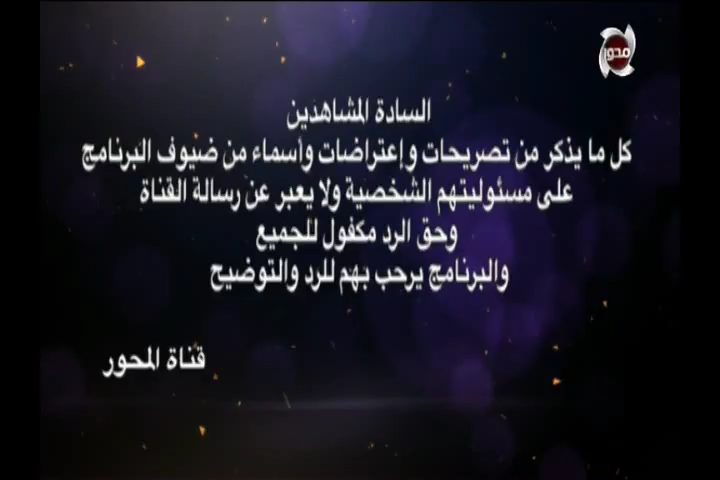 محور
السادة المشاهدين
كل ما يذكر من تصريحات وإعتراضات وأسماء من ضيوف البرنامج
على مسئوليتهم الشخصية ولا يعبر عن رسالة القناة
وحق الرد مكفول للجميع
والبرنامج يرحب بهم للرد والتوضيح
قناة المحور